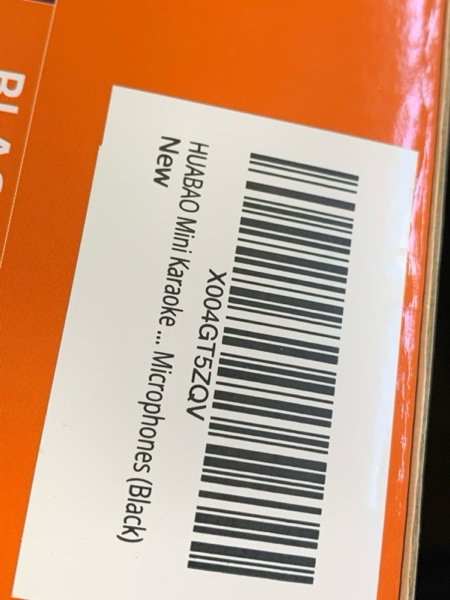 X004GT5ZQV
HUABAO Mini Karaoke ... Microphones (Black)
New